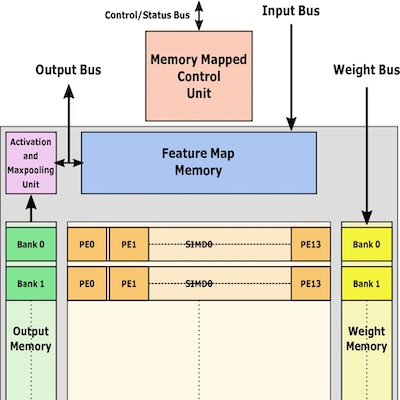 Control/Status Bus
Input Bus
Memory Mapped
Control
Unit
Output Bus
Weight Bus
Activation
and
Maxpooling
Unit
Feature Map
Memory
Bank 0
PE0
PE1
SIMD0
PE13
Bank 0
Bank 1
PE0
PE1
SIMD0
PE13
Bank 1
Output
Memory
Weight
Memory